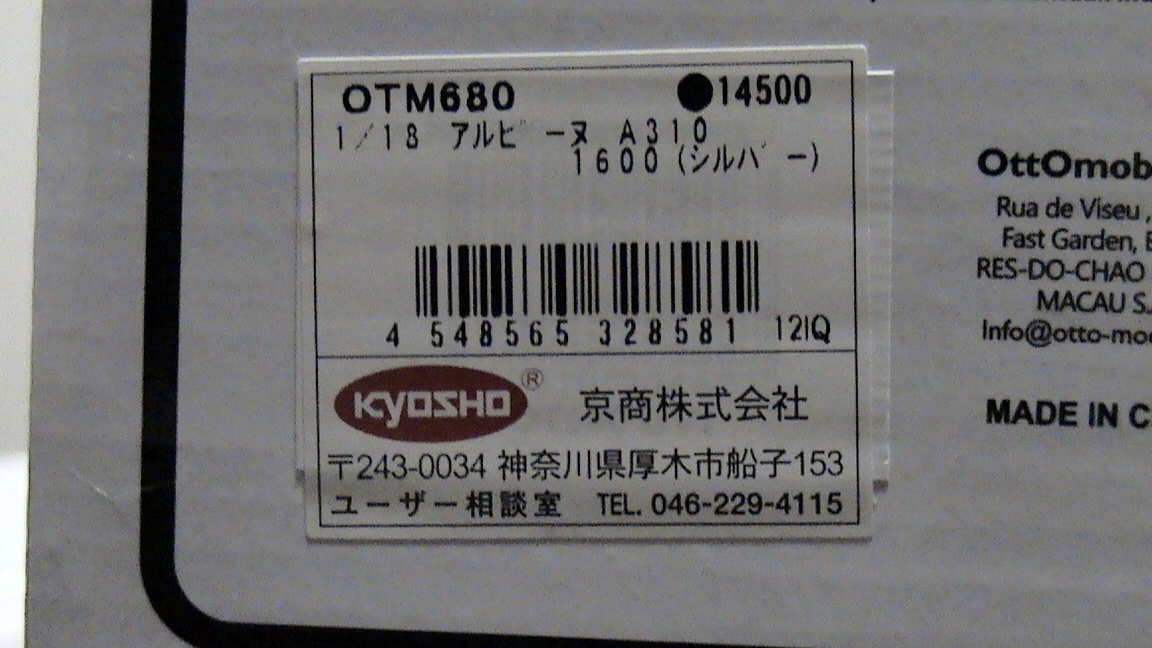 OTM680 ●14500
1/18 アルピーヌ A310
1600(シルバー)
4 548565 328581 12IQ
KYOSHO® 京商株式会社
〒243-0034 神奈川県厚木市船子153
ユーザー相談室 TEL. 046-229-4115
OttOmob
Rua de Viseu ,
Fast Garden,
RES-DO-CHAO
MACAU S.
Info@otto-mo
MADE IN C